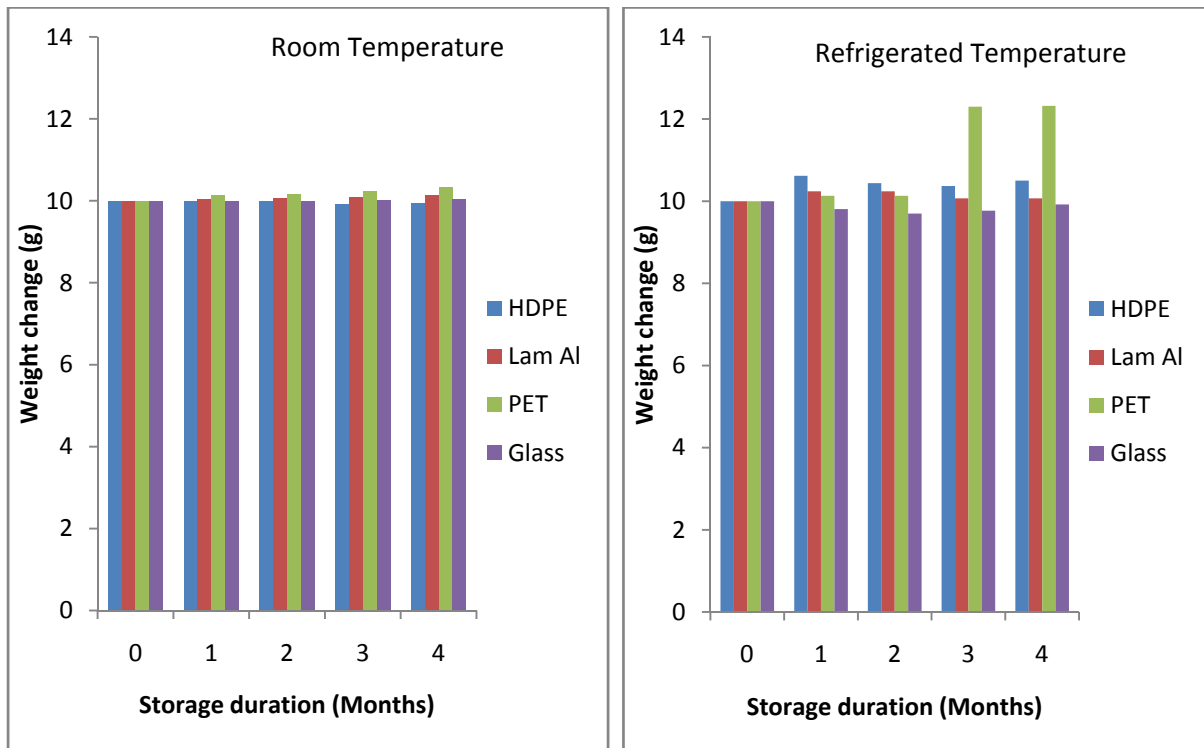 Room Temperature
14
12
10
8
6
4
2
0
Weight change (g)
0 1 2 3 4
Storage duration (Months)
HDPE
Lam Al
PET
Glass
Refrigerated Temperature
14
12
10
8
6
4
2
0
Weight change (g)
0 1 2 3 4
Storage duration (Months)
HDPE
Lam Al
PET
Glass